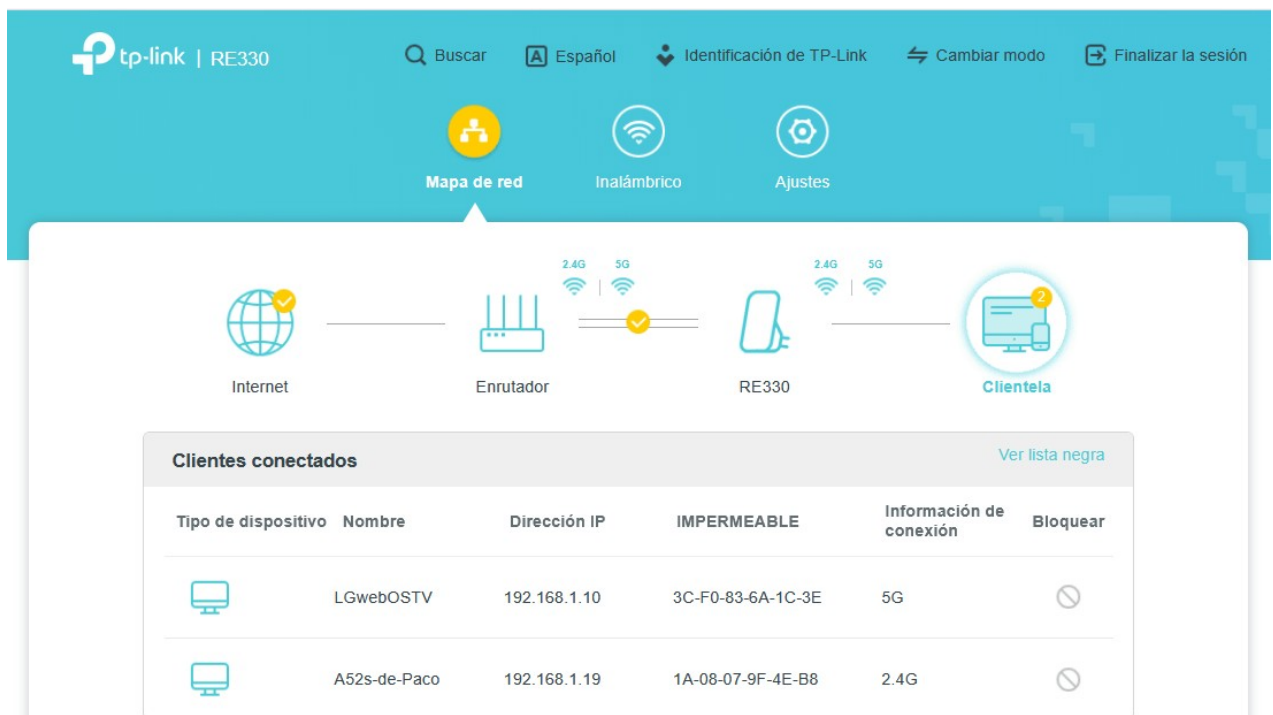 tp-link | RE330
Buscar
Español
Identificación de TP-Link
Cambiar modo
Finalizar la sesión
Mapa de red
Inalámbrico
Ajustes
2.4G 5G
2.4G 5G
2
Internet
Enrutador
RE330
Clientela
Clientes conectados
Ver lista negra
Tipo de dispositivo
Nombre
Dirección IP
IMPERMEABLE
Información de
conexión
Bloquear
LGwebOSTV 192.168.1.10 3C-F0-83-6A-1C-3E 5G
A52s-de-Paco 192.168.1.19 1A-08-07-9F-4E-B8 2.4G